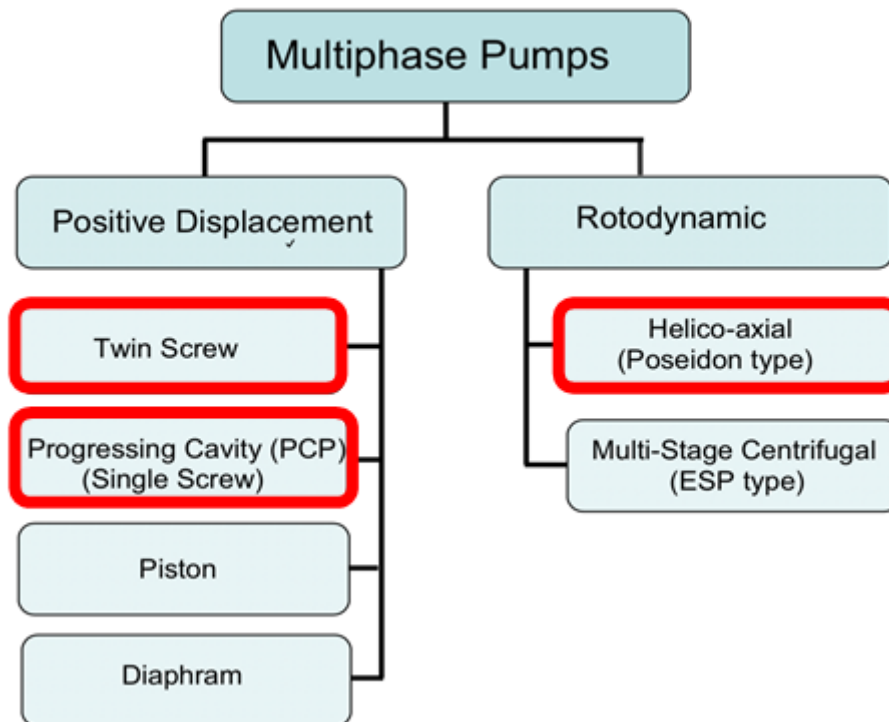 Multiphase Pumps
Positive Displacement
Rotodynamic
Twin Screw
Helico-axial
(Poseidon type)
Progressing Cavity (PCP)
(Single Screw)
Multi-Stage Centrifugal
(ESP type)
Piston
Diaphram